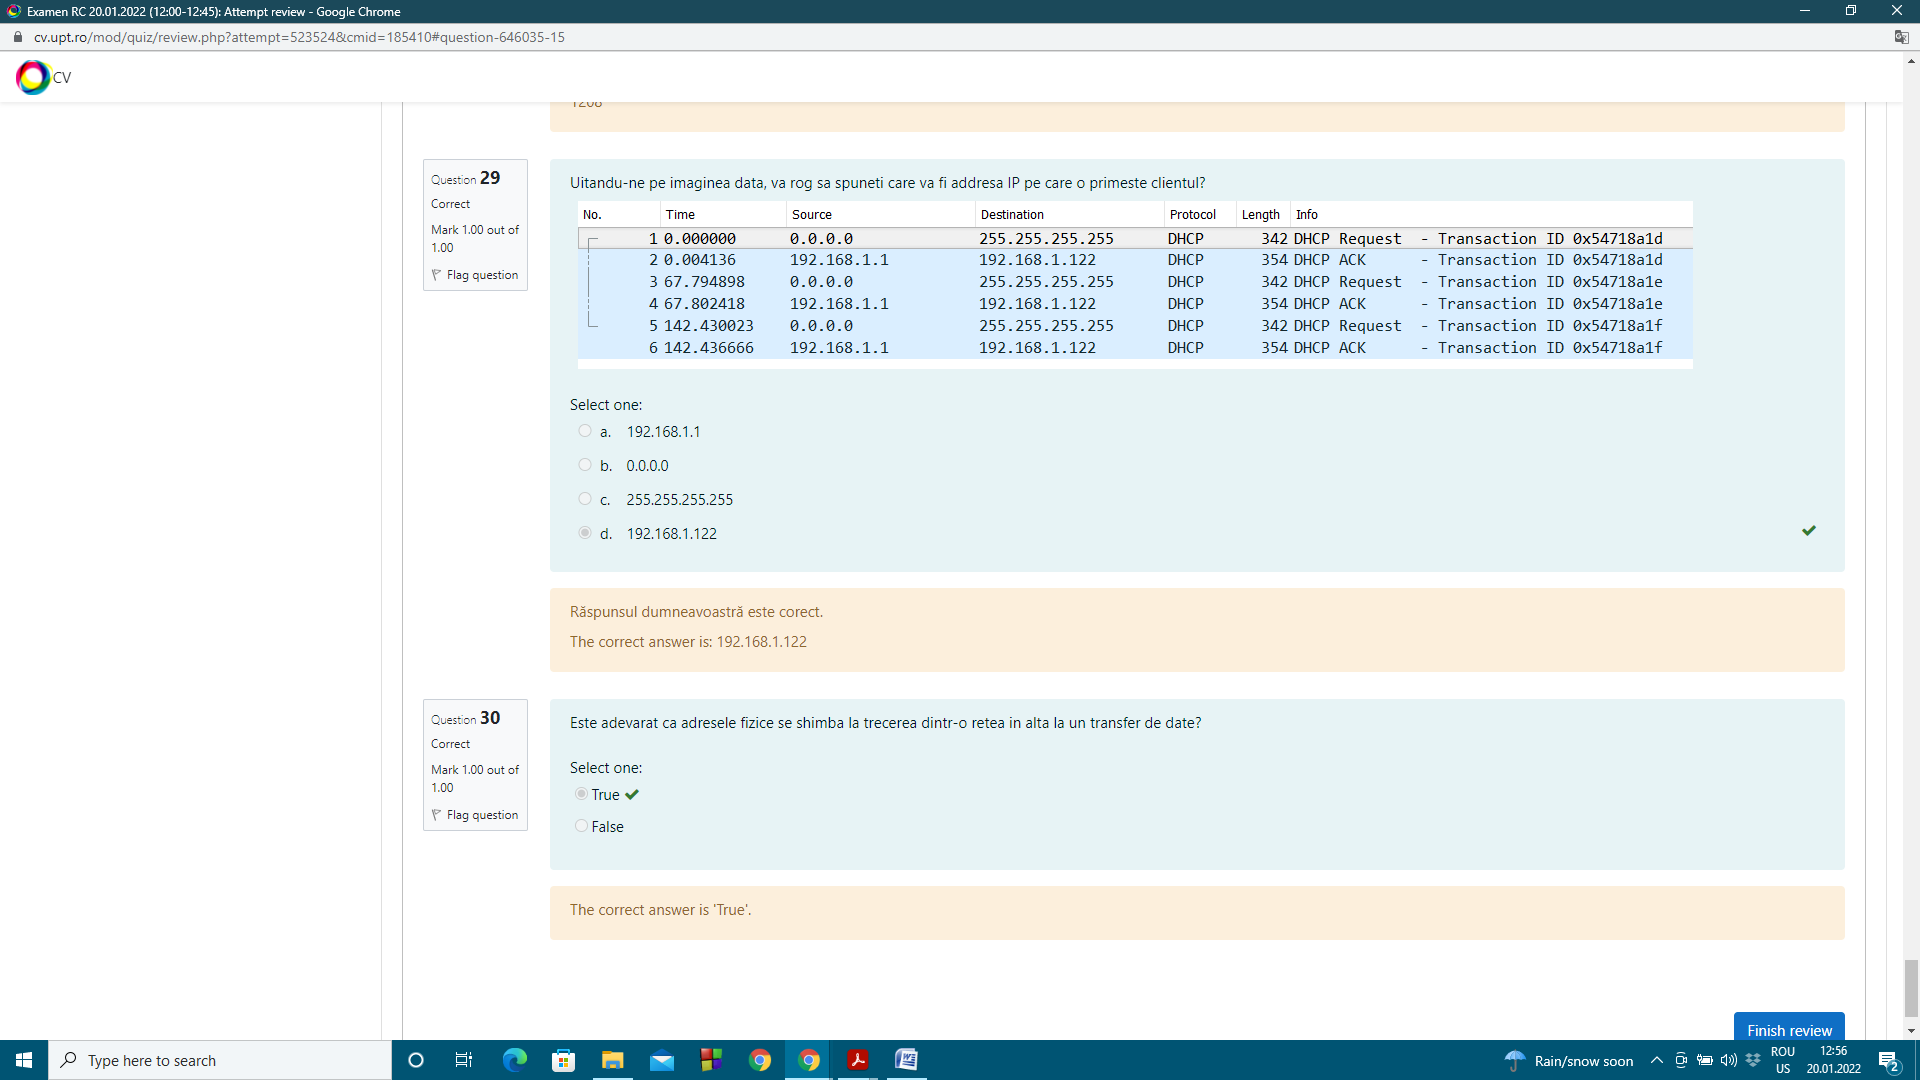 Examen RC 20.01.2022 (12:00-12:45): Attempt review - Google Chrome
cv.upt.ro/mod/quiz/review.php?attempt=523524&cmid=185410#question-646035-15
CV
1208
Question 29
Correct
Mark 1.00 out of
1.00
Flag question
Uitandu-ne pe imaginea data, va rog sa spuneti care va fi addresa IP pe care o primeste clientul?
No. Time Source Destination Protocol Length Info
1 0.000000 0.0.0.0 255.255.255.255 DHCP 342 DHCP Request - Transaction ID 0x54718a1d
2 0.004136 192.168.1.1 192.168.1.122 DHCP 354 DHCP ACK - Transaction ID 0x54718a1d
3 67.794898 0.0.0.0 255.255.255.255 DHCP 342 DHCP Request - Transaction ID 0x54718a1e
4 67.802418 192.168.1.1 192.168.1.122 DHCP 354 DHCP ACK - Transaction ID 0x54718a1e
5 142.430023 0.0.0.0 255.255.255.255 DHCP 342 DHCP Request - Transaction ID 0x54718a1f
6 142.436666 192.168.1.1 192.168.1.122 DHCP 354 DHCP ACK - Transaction ID 0x54718a1f
Select one:
a. 192.168.1.1
b. 0.0.0.0
c. 255.255.255.255
d. 192.168.1.122
Răspunsul dumneavoastră este corect.
The correct answer is: 192.168.1.122
Question 30
Correct
Mark 1.00 out of
1.00
Flag question
Este adevarat ca adresele fizice se shimba la trecerea dintr-o retea in alta la un transfer de date?
Select one:
True
False
The correct answer is 'True'.
Finish review
Type here to search
Rain/snow soon
ROU
US
12:56
20.01.2022
2